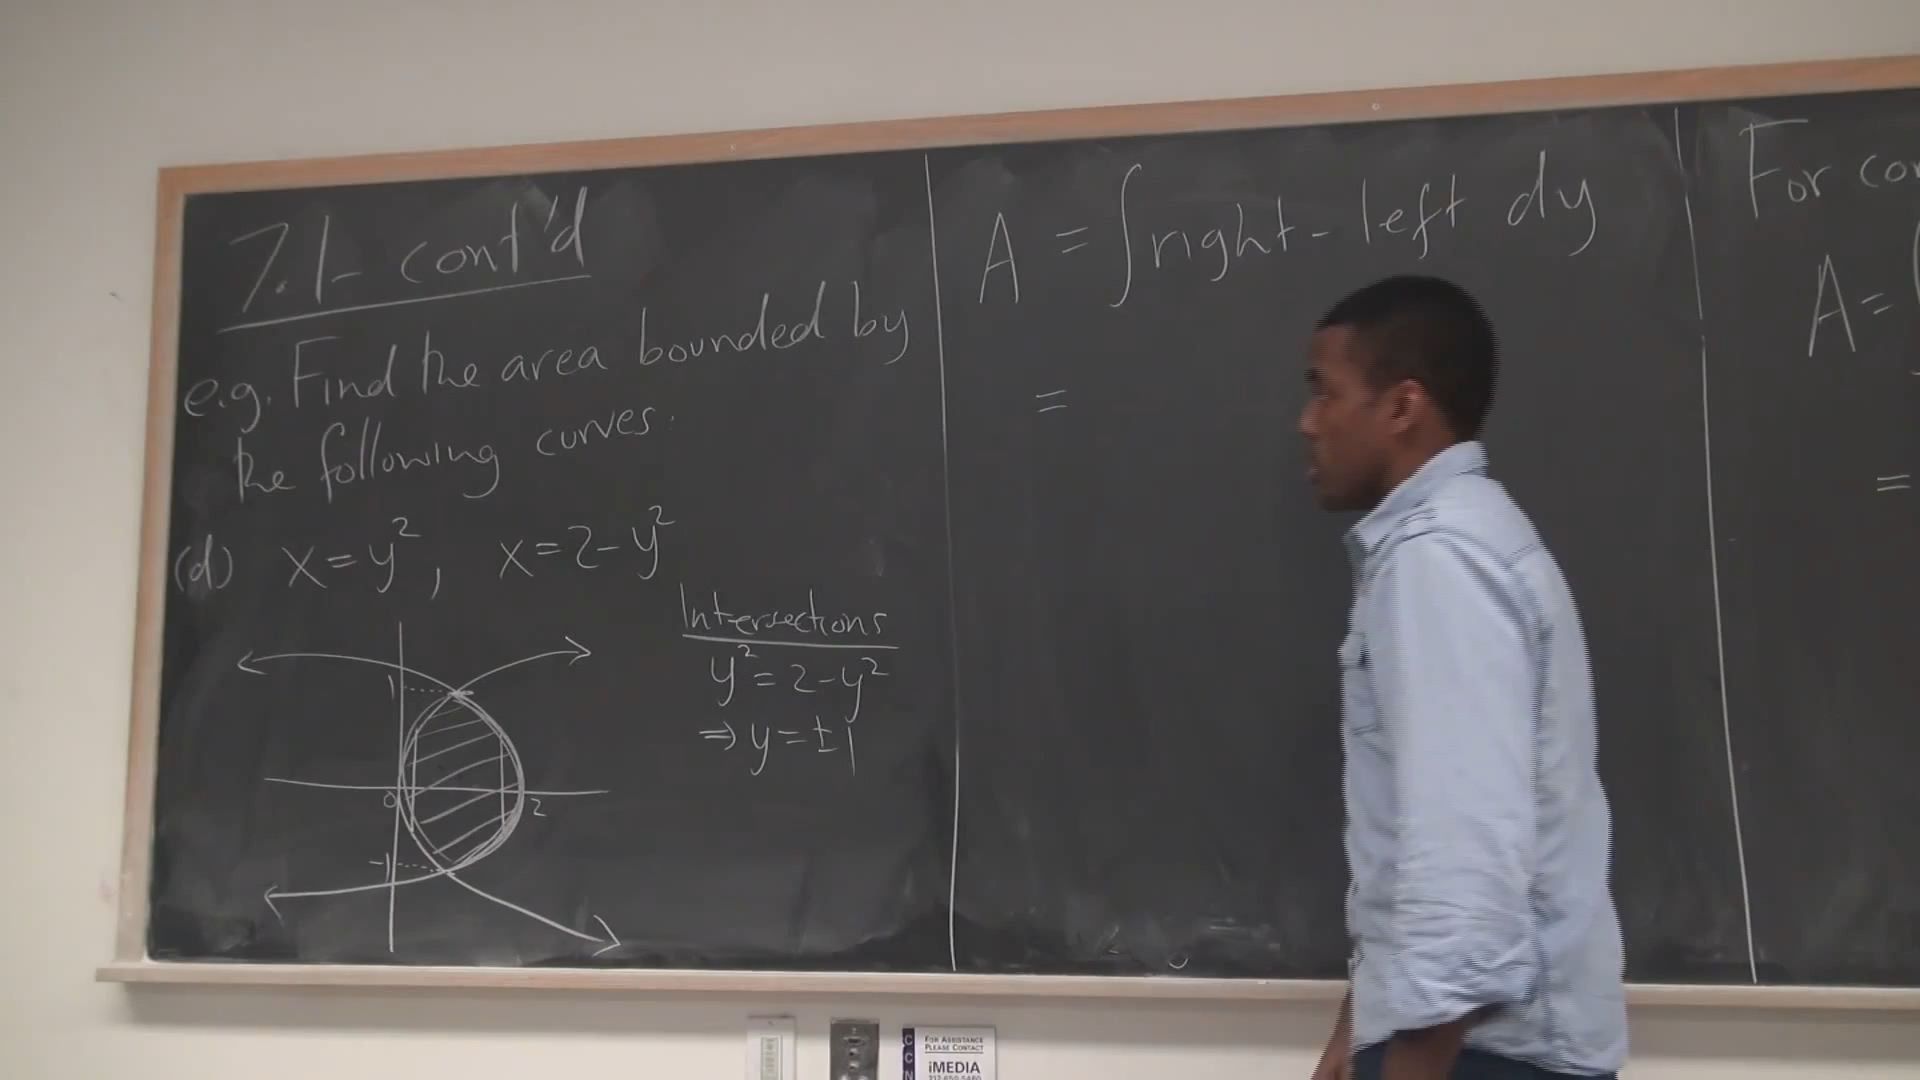 7.1 - cont'd
e.g. Find the area bounded by
the following curves.
(d) x = y², x = 2 - y²
Intersections
y² = 2 - y²
⇒ y = ±1
1
0
2
-1
A = ∫ right - left dy
=
For
A =
=
FOR ASSISTANCE
PLEASE CONTACT
iMEDIA